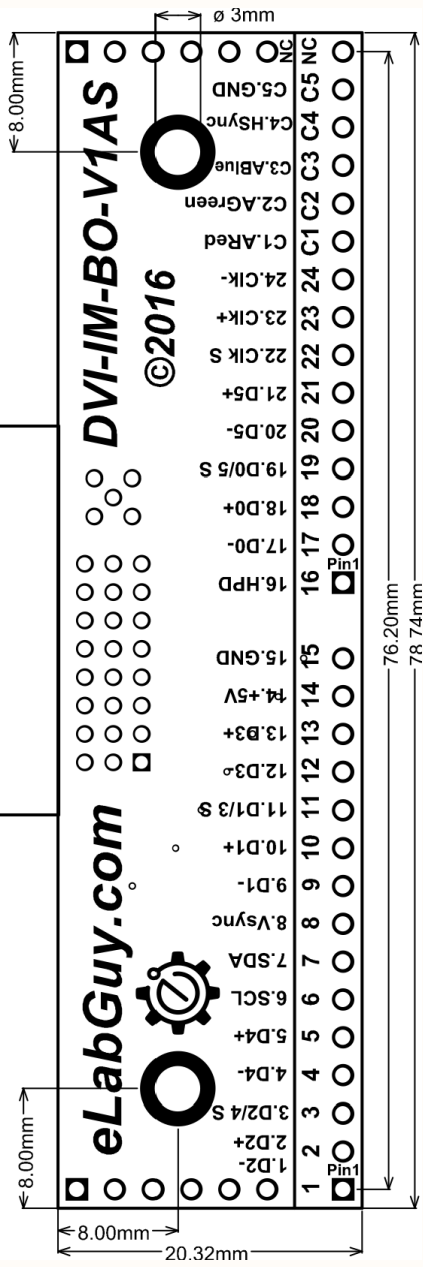 ø 3mm
8.00mm
NC NC
C5.GND C5
C4.HSync C4
C3.ABlue C3
C2.AGreen C2
C1.ARed C1
24.Clk- 24
23.Clk+ 23
22.Clk S 22
21.D5+ 21
20.D5- 20
19.D0/5 S 19
18.D0+ 18
17.D0- 17
Pin1
16.HPD 16
15.GND 15
14.+5V 14
13.D3+ 13
12.D3- 12
11.D1/3 S 11
10.D1+ 10
9.D1- 9
8.Vsync 8
7.SDA 7
6.SCL 6
5.D4+ 5
4.D4- 4
3.D2/4 S 3
2.D2+ 2
Pin1
1.D2- 1
DVI-IM-BO-V1AS
©2016
eLabGuy.com
76.20mm
78.74mm
8.00mm
8.00mm
20.32mm